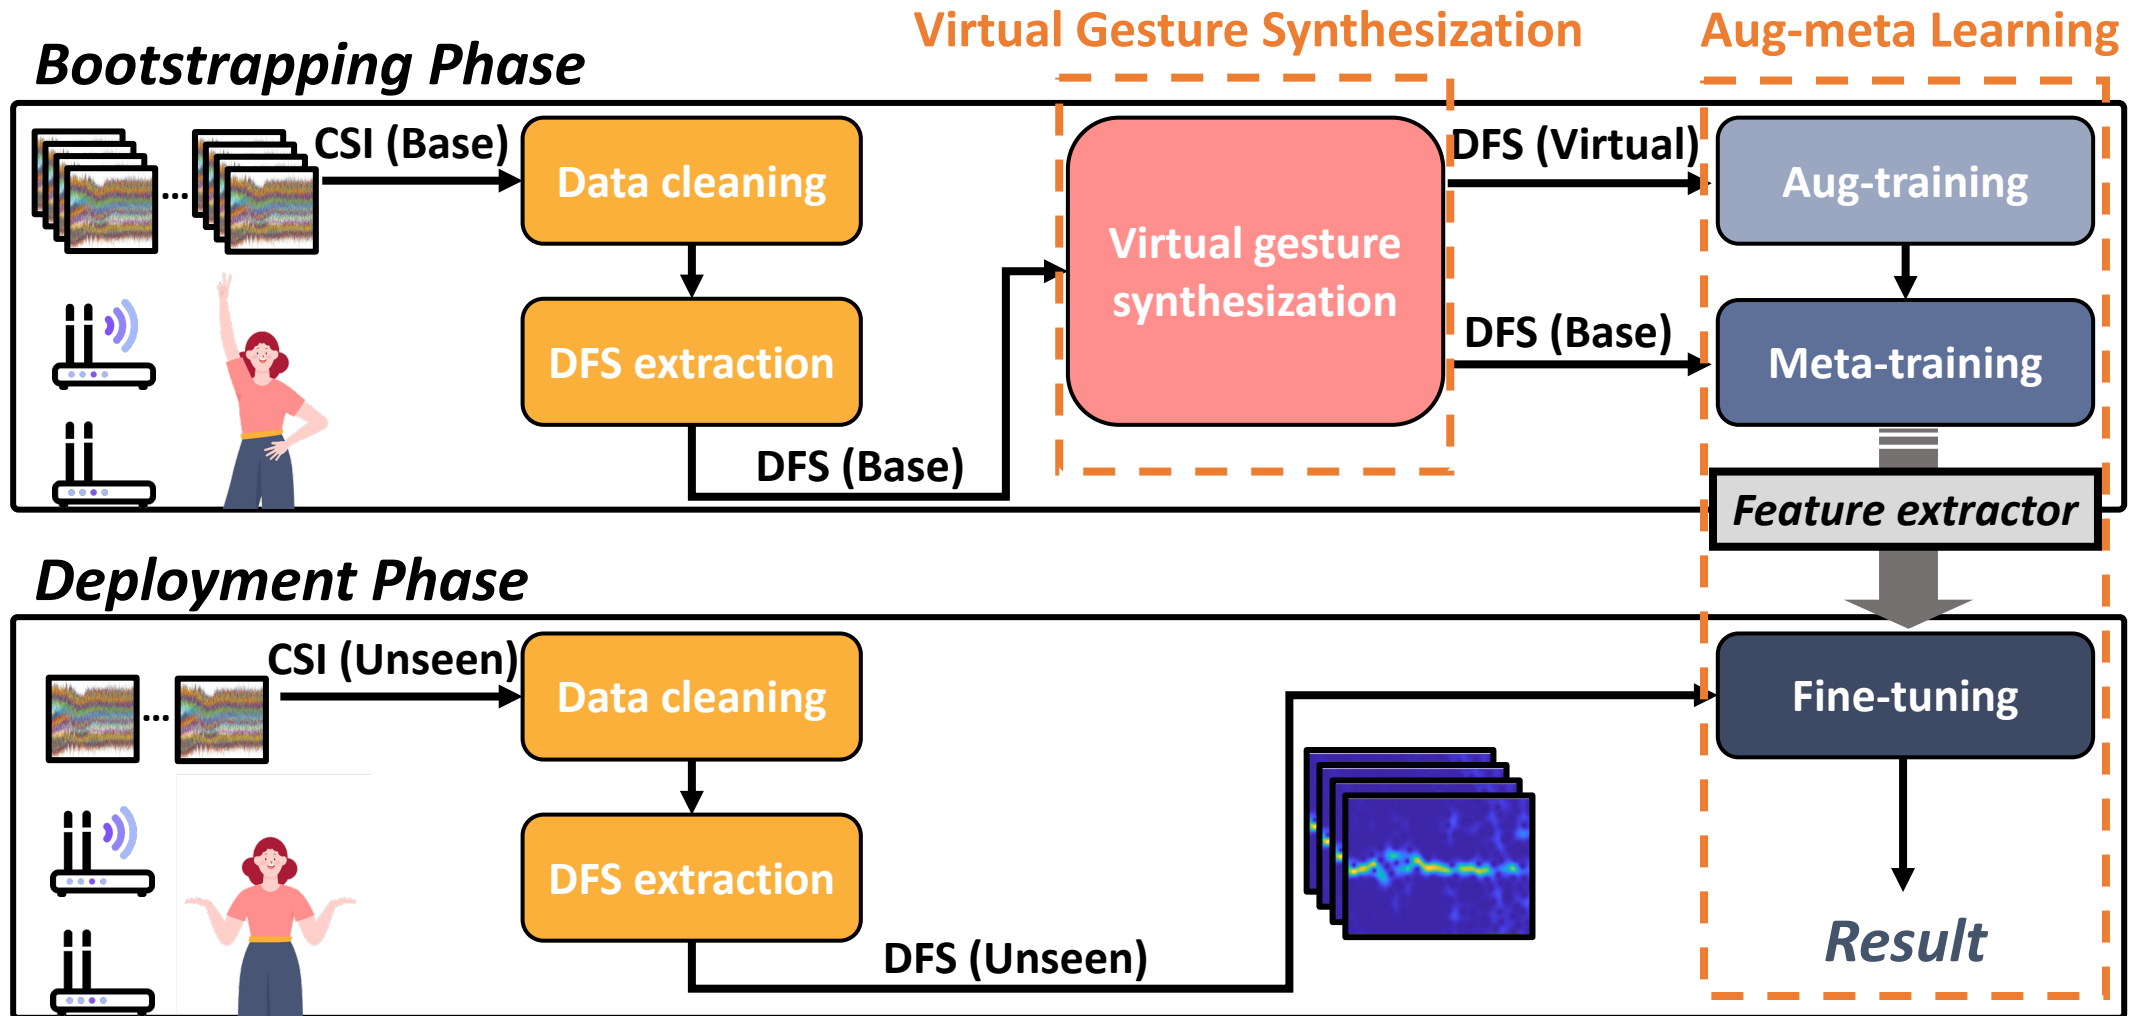 Virtual Gesture Synthesization
Aug-meta Learning
Bootstrapping Phase
CSI (Base)
...
Data cleaning
DFS extraction
DFS (Base)
Virtual gesture
synthesization
DFS (Virtual)
DFS (Base)
Aug-training
Meta-training
Feature extractor
Deployment Phase
CSI (Unseen)
...
Data cleaning
DFS extraction
DFS (Unseen)
Fine-tuning
Result